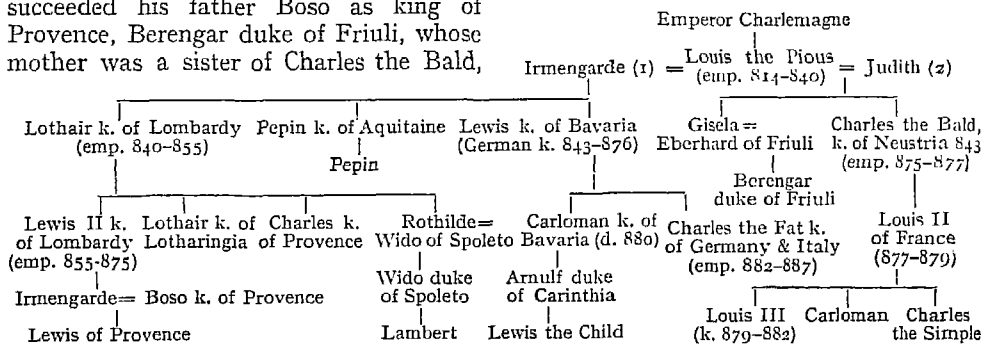 succeeded his father Boso as king of
Provence, Berengar duke of Friuli, whose
mother was a sister of Charles the Bald,
Emperor Charlemagne
Irmengarde (1) = Louis the Pious = Judith (2)
(emp. 814–840)
Lothair k. of Lombardy
(emp. 840–855)
Pepin k. of Aquitaine
Pepin
Lewis k. of Bavaria
(German k. 843–876)
Gisela=
Eberhard of Friuli
Berengar
duke of Friuli
Charles the Bald,
k. of Neustria 843
(emp. 875–877)
Lewis II k.
of Lombardy
(emp. 855-875)
Lothair k. of
Lotharingia
Charles k.
of Provence
Rothilde=
Wido of Spoleto
Carloman k. of
Bavaria (d. 880)
Charles the Fat k.
of Germany & Italy
(emp. 882–887)
Louis II
of France
(877–879)
Irmengarde= Boso k. of Provence
Wido duke
of Spoleto
Arnulf duke
of Carinthia
Lewis of Provence
Lambert
Lewis the Child
Louis III
(k. 879–882)
Carloman
Charles
the Simple